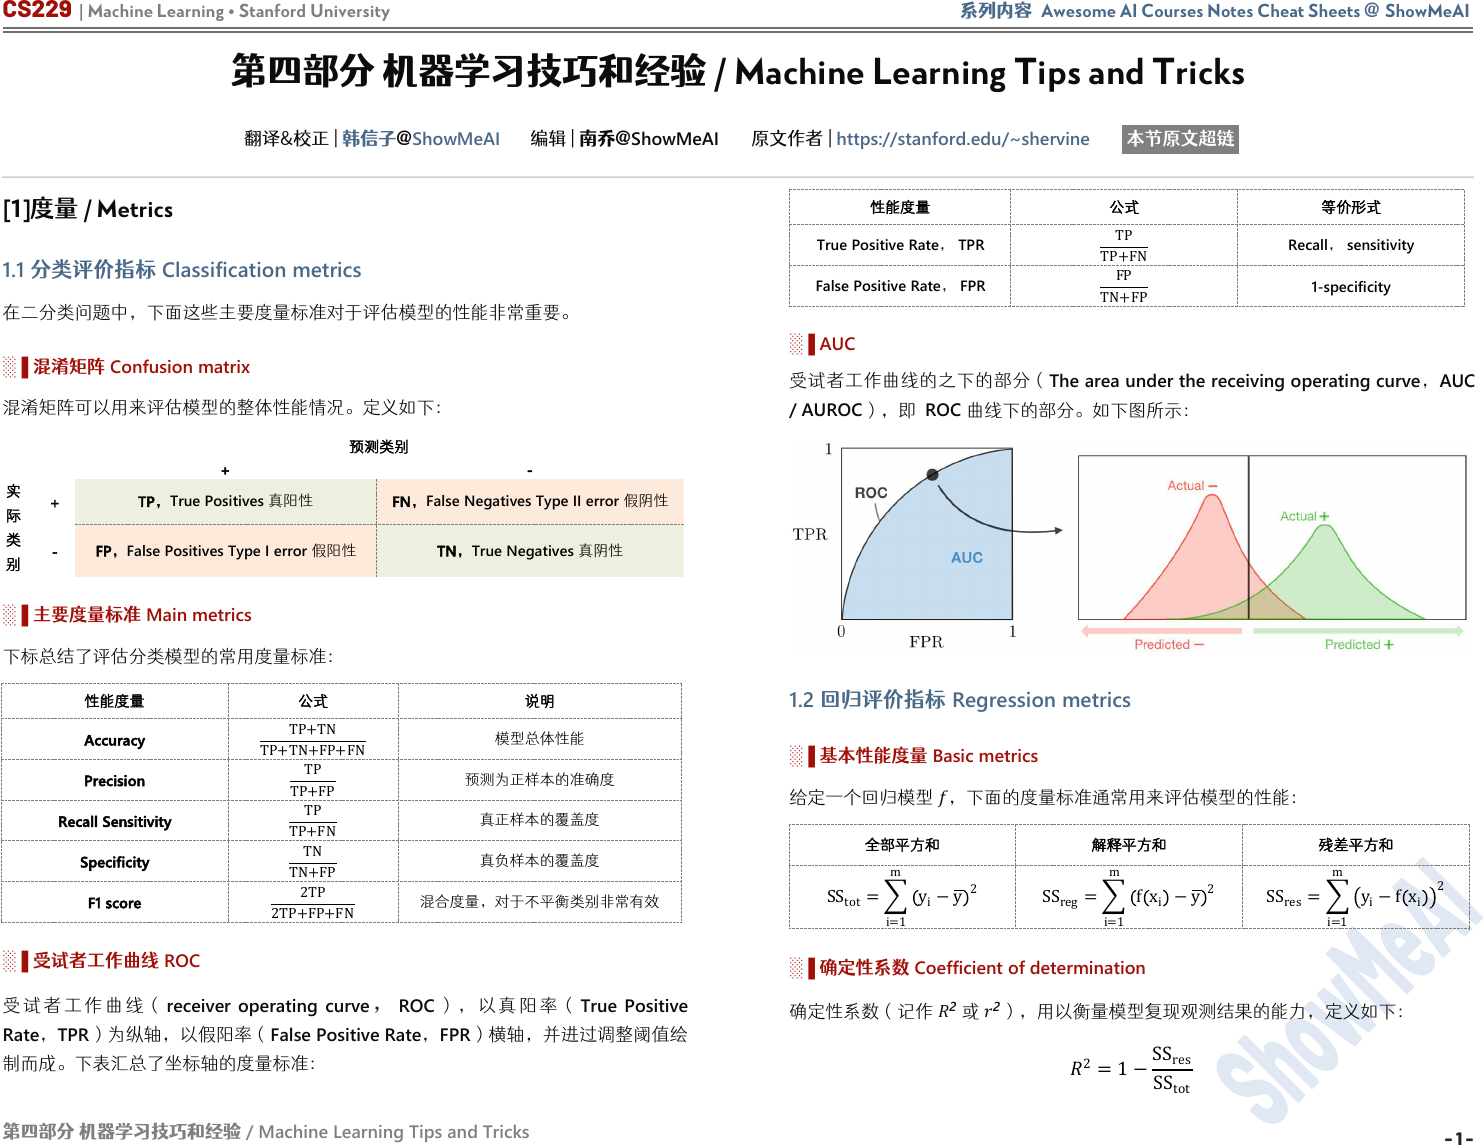 CS229 | Machine Learning • Stanford University
系列内容 Awesome AI Courses Notes Cheat Sheets @ ShowMeAI
第四部分 机器学习技巧和经验 / Machine Learning Tips and Tricks
翻译&校正 | 韩信子@ShowMeAI 编辑 | 南乔@ShowMeAI 原文作者 | https://stanford.edu/~shervine 本节原文超链
[1]度量 / Metrics
1.1 分类评价指标 Classification metrics
在二分类问题中，下面这些主要度量标准对于评估模型的性能非常重要。
混淆矩阵 Confusion matrix
混淆矩阵可以用来评估模型的整体性能情况。定义如下：
预测类别
+ -
实际类别
+ TP，True Positives 真阳性 FN，False Negatives Type II error 假阴性
- FP，False Positives Type I error 假阳性 TN，True Negatives 真阴性
主要度量标准 Main metrics
下标总结了评估分类模型的常用度量标准：
性能度量 公式 说明
Accuracy TP+TN / TP+TN+FP+FN 模型总体性能
Precision TP / TP+FP 预测为正样本的准确度
Recall Sensitivity TP / TP+FN 真正样本的覆盖度
Specificity TN / TN+FP 真负样本的覆盖度
F1 score 2TP / 2TP+FP+FN 混合度量，对于不平衡类别非常有效
受试者工作曲线 ROC
受试者工作曲线（receiver operating curve，ROC），以真阳率（True Positive
Rate，TPR）为纵轴，以假阳率（False Positive Rate，FPR）横轴，并进过调整阈值绘
制而成。下表汇总了坐标轴的度量标准：
性能度量 公式 等价形式
True Positive Rate，TPR TP / TP+FN Recall，sensitivity
False Positive Rate，FPR FP / TN+FP 1-specificity
AUC
受试者工作曲线的之下的部分（The area under the receiving operating curve，AUC
/ AUROC），即 ROC 曲线下的部分。如下图所示：
1
ROC
TPR
AUC
0 FPR 1
Actual −
Actual +
Predicted − Predicted +
1.2 回归评价指标 Regression metrics
基本性能度量 Basic metrics
给定一个回归模型 f，下面的度量标准通常用来评估模型的性能：
全部平方和 解释平方和 残差平方和
SS_tot = ∑_{i=1}^{m} (y_i − ȳ)² SS_reg = ∑_{i=1}^{m} (f(x_i) − ȳ)² SS_res = ∑_{i=1}^{m} (y_i − f(x_i))²
确定性系数 Coefficient of determination
确定性系数（记作 R² 或 r²），用以衡量模型复现观测结果的能力，定义如下：
R² = 1 − SS_res / SS_tot
ShowMeAI
第四部分 机器学习技巧和经验 / Machine Learning Tips and Tricks
- 1 -